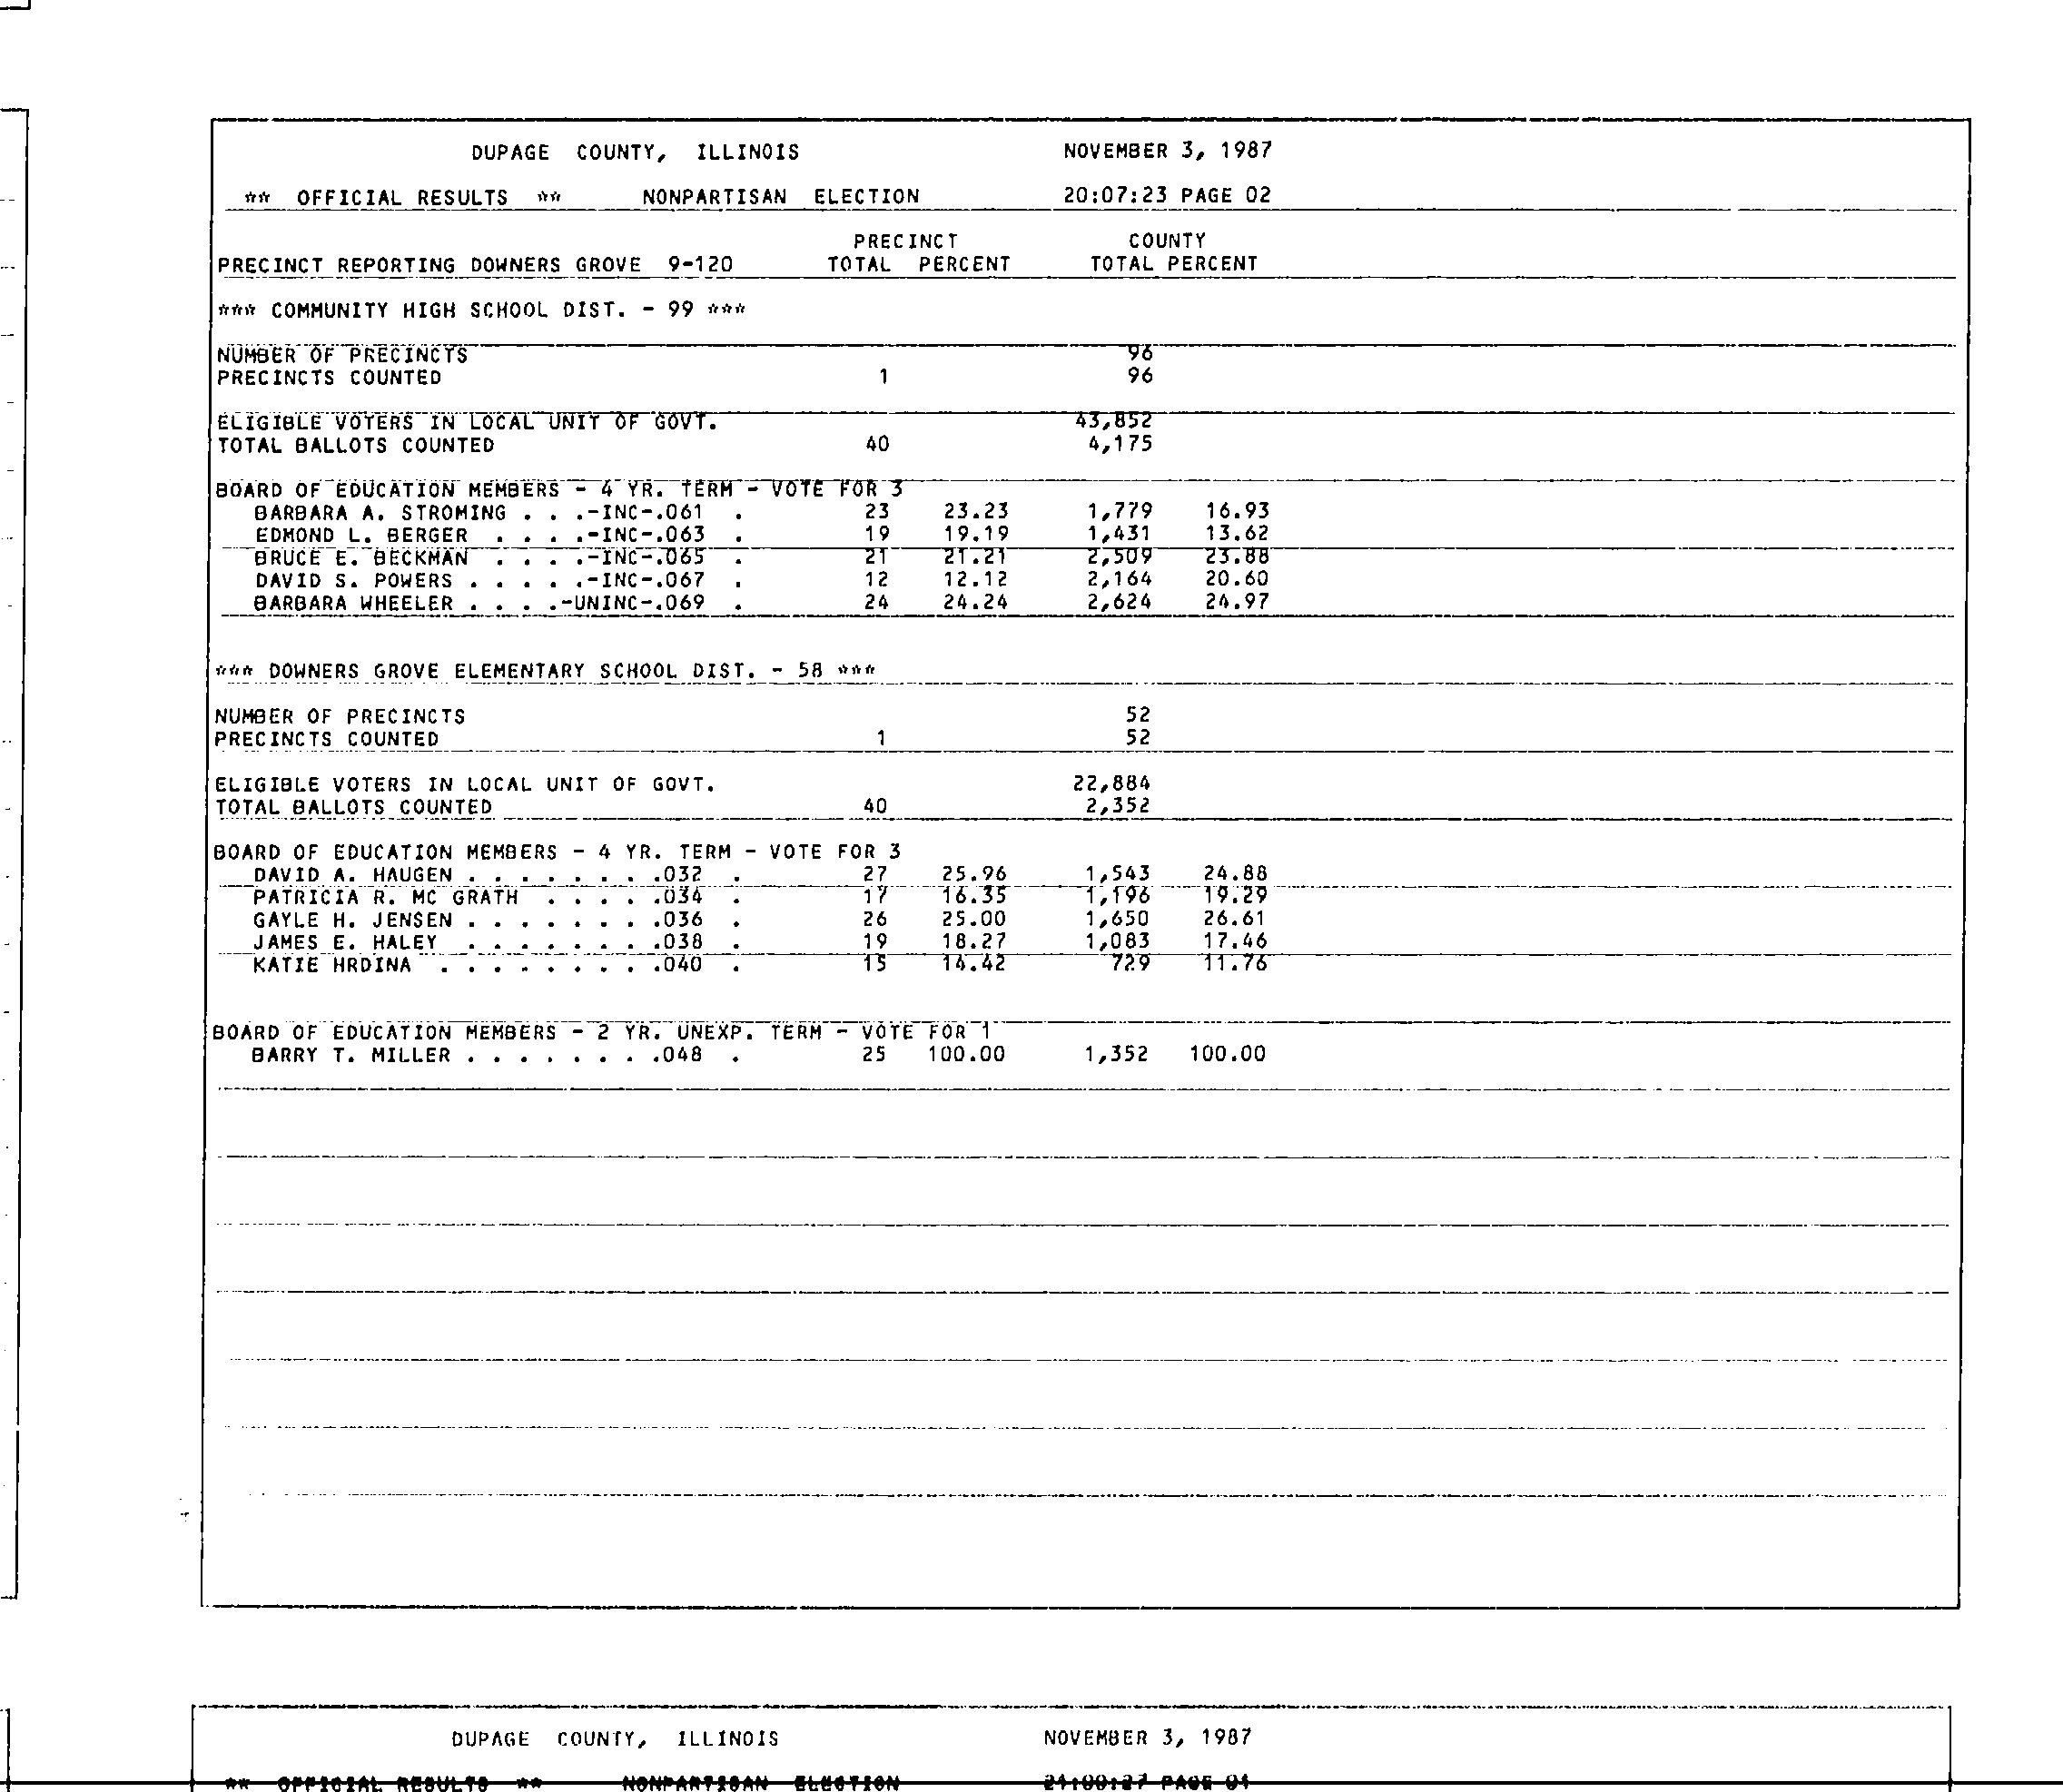 DUPAGE COUNTY, ILLINOIS NOVEMBER 3, 1987
** OFFICIAL RESULTS ** NONPARTISAN ELECTION 20:07:23 PAGE 02
PRECINCT COUNTY
PRECINCT REPORTING DOWNERS GROVE 9-120 TOTAL PERCENT TOTAL PERCENT
*** COMMUNITY HIGH SCHOOL DIST. - 99 ***
NUMBER OF PRECINCTS 96
PRECINCTS COUNTED 1 96
ELIGIBLE VOTERS IN LOCAL UNIT OF GOVT. 43,852
TOTAL BALLOTS COUNTED 40 4,175
BOARD OF EDUCATION MEMBERS - 4 YR. TERM - VOTE FOR 3
BARBARA A. STROMING . . .-INC-.061 . 23 23.23 1,779 16.93
EDMOND L. BERGER . . . .-INC-.063 . 19 19.19 1,431 13.62
BRUCE E. BECKMAN . . . .-INC-.065 . 21 21.21 2,509 23.88
DAVID S. POWERS . . . . .-INC-.067 . 12 12.12 2,164 20.60
BARBARA WHEELER . . . .-UNINC-.069 . 24 24.24 2,624 24.97
*** DOWNERS GROVE ELEMENTARY SCHOOL DIST. - 58 ***
NUMBER OF PRECINCTS 52
PRECINCTS COUNTED 1 52
ELIGIBLE VOTERS IN LOCAL UNIT OF GOVT. 22,884
TOTAL BALLOTS COUNTED 40 2,352
BOARD OF EDUCATION MEMBERS - 4 YR. TERM - VOTE FOR 3
DAVID A. HAUGEN . . . . . . . .032 . 27 25.96 1,543 24.88
PATRICIA R. MC GRATH . . . . .034 . 17 16.35 1,196 19.29
GAYLE H. JENSEN . . . . . . . .036 . 26 25.00 1,650 26.61
JAMES E. HALEY . . . . . . . .038 . 19 18.27 1,083 17.46
KATIE HRDINA . . . . . . . . .040 . 15 14.42 729 11.76
BOARD OF EDUCATION MEMBERS - 2 YR. UNEXP. TERM - VOTE FOR 1
BARRY T. MILLER . . . . . . . .048 . 25 100.00 1,352 100.00
DUPAGE COUNTY, ILLINOIS NOVEMBER 3, 1987
** OFFICIAL RESULTS ** NONPARTISAN ELECTION PAGE 01